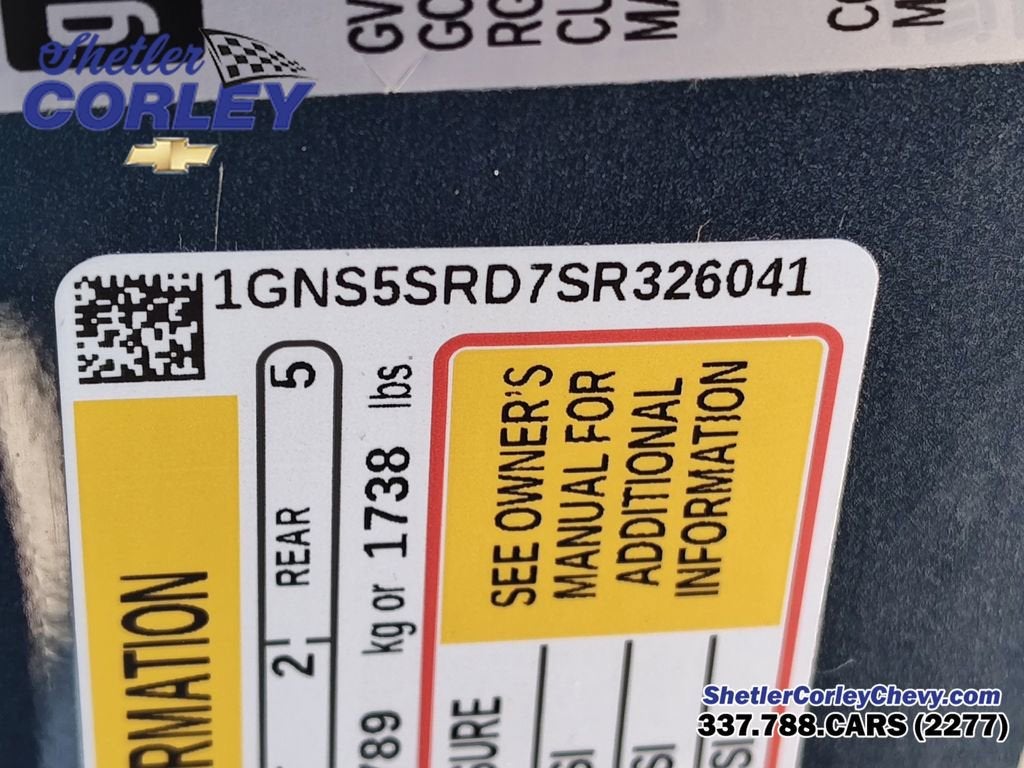 Shetler
CORLEY
g
GV
GC
RG
CU
MA
CO
M
1GNS5SRD7SR326041
RMATION
2 REAR 5
789 kg or 1738 lbs.
SEE OWNER'S
MANUAL FOR
ADDITIONAL
INFORMATION
SURE
SI
SI
SI
ShetlerCorleyChevy.com
337.788.CARS (2277)